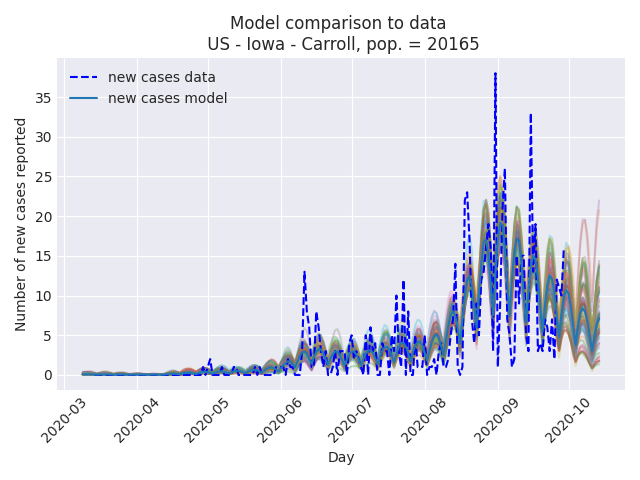 Model comparison to data
US - Iowa - Carroll, pop. = 20165
new cases data
new cases model
Number of new cases reported
35
30
25
20
15
10
5
0
2020-03
2020-04
2020-05
2020-06
2020-07
2020-08
2020-09
2020-10
Day